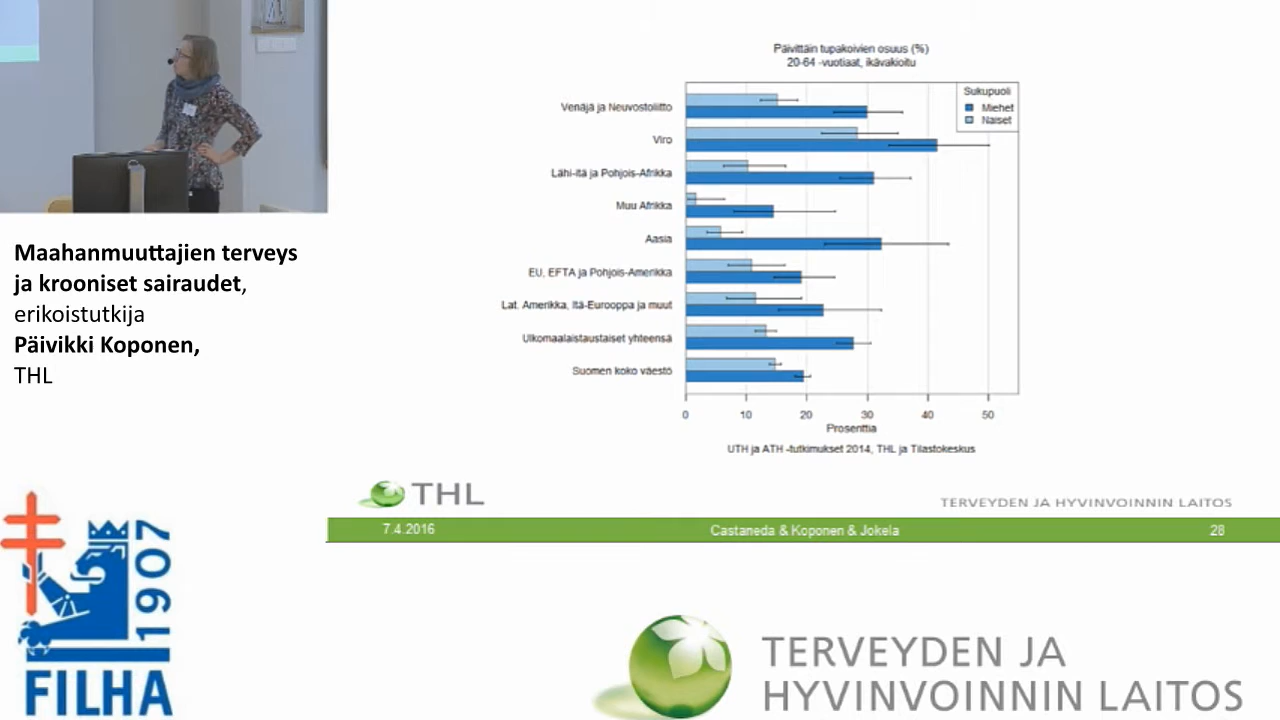 Maahanmuuttajien terveys
ja krooniset sairaudet,
erikoistutkija
Päivikki Koponen,
THL
Päivittäin tupakoivien osuus (%)
20-64 -vuotiaat, ikävakioitu
Sukupuoli
Miehet
Naiset
Venäjä ja Neuvostoliitto
Viro
Lähi-itä ja Pohjois-Afrikka
Muu Afrikka
Aasia
EU, EFTA ja Pohjois-Amerikka
Lat. Amerikka, Itä-Eurooppa ja muut
Ulkomaalaistaustaiset yhteensä
Suomen koko väestö
0 10 20 30 40 50
Prosenttia
UTH ja ATH -tutkimukset 2014, THL ja Tilastokeskus
THL
TERVEYDEN JA HYVINVOINNIN LAITOS
7.4.2016 Castaneda & Koponen & Jokela 28
1907
FILHA
TERVEYDEN JA
HYVINVOINNIN LAITOS